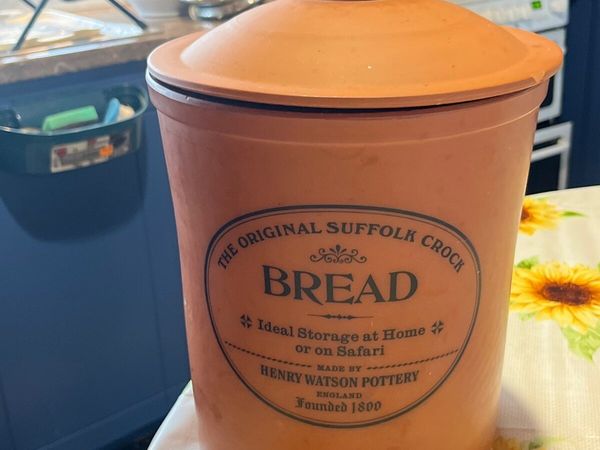 THE ORIGINAL SUFFOLK CROCK
BREAD
Ideal Storage at Home
or on Safari
MADE BY
HENRY WATSON POTTERY
ENGLAND
Founded 1800